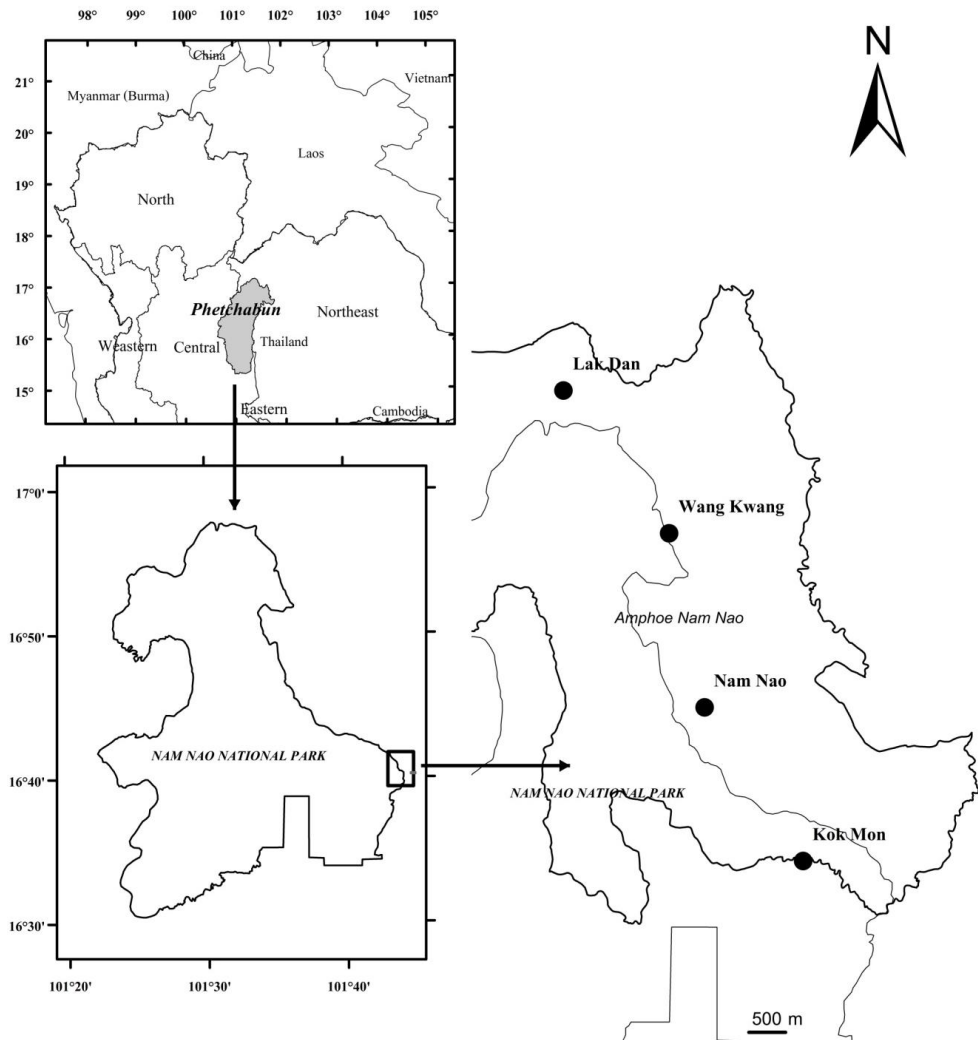 98° 99° 100° 101° 102° 103° 104° 105°
China
21°
Vietnam
Myanmar (Burma)
20°
Laos
19°
North
18°
17°
Phetchabun
Northeast
16°
Weastern
Central
Thailand
15°
Eastern
Cambodia
N
Lak Dan
Wang Kwang
Amphoe Nam Nao
Nam Nao
NAM NAO NATIONAL PARK
Kok Mon
500 m
17°0'
16°50'
NAM NAO NATIONAL PARK
16°40'
16°30'
101°20' 101°30' 101°40'